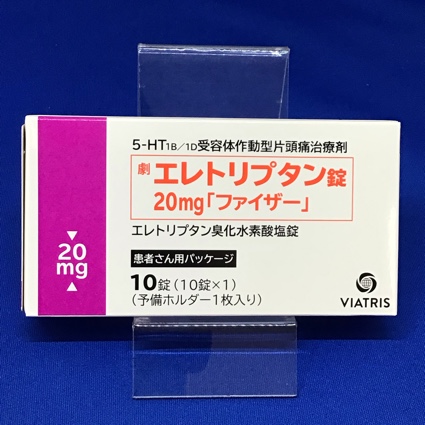 5-HT1B/1D受容体作動型片頭痛治療剤
劇 エレトリプタン錠
20mg「ファイザー」
エレトリプタン臭化水素酸塩錠
患者さん用パッケージ
10錠(10錠×1)
(予備ホルダー1枚入り)
20
mg
VIATRIS